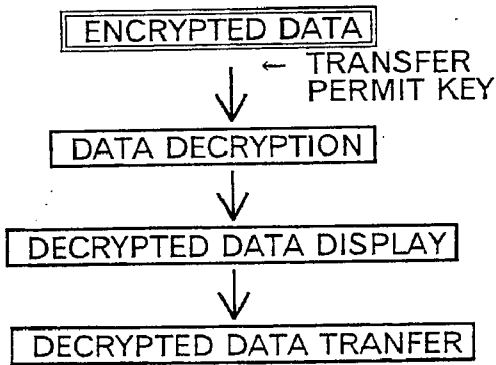 ENCRYPTED DATA
← TRANSFER
PERMIT KEY
DATA DECRYPTION
DECRYPTED DATA DISPLAY
DECRYPTED DATA TRANFER